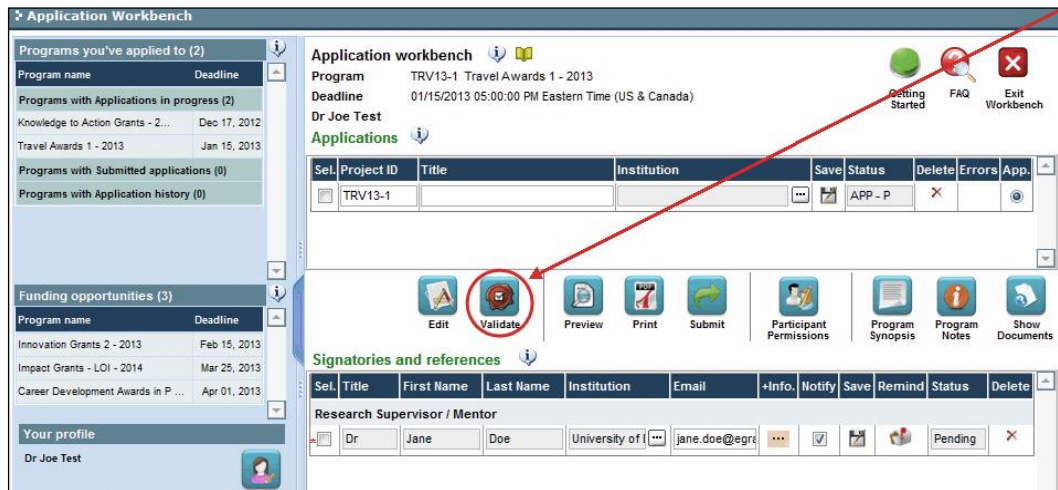 Application Workbench
Programs you've applied to (2)
Program name Deadline
Programs with Applications in progress (2)
Knowledge to Action Grants - 2... Dec 17, 2012
Travel Awards 1 - 2013 Jan 15, 2013
Programs with Submitted applications (0)
Programs with Application history (0)
Funding opportunities (3)
Program name Deadline
Innovation Grants 2 - 2013 Feb 15, 2013
Impact Grants - LOI - 2014 Mar 25, 2013
Career Development Awards in P ... Apr 01, 2013
Your profile
Dr Joe Test
Application workbench
Program TRV13-1 Travel Awards 1 - 2013
Deadline 01/15/2013 05:00:00 PM Eastern Time (US & Canada)
Dr Joe Test
Getting Started
FAQ
Exit Workbench
Applications
Sel. Project ID Title Institution Save Status Delete Errors App.
TRV13-1 ... APP - P
Edit Validate Preview Print Submit Participant Permissions Program Synopsis Program Notes Show Documents
Signatories and references
Sel. Title First Name Last Name Institution Email +Info. Notify Save Remind Status Delete
Research Supervisor / Mentor
Dr Jane Doe University of ... jane.doe@egra ... Pending